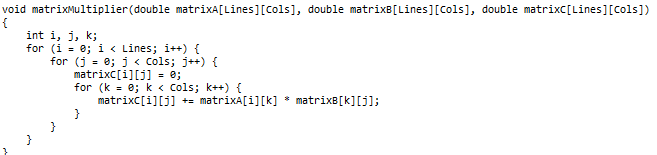 void matrixMultiplier(double matrixA[Lines][Cols], double matrixB[Lines][Cols], double matrixC[Lines][Cols])
{
    int i, j, k;
    for (i = 0; i < Lines; i++) {
        for (j = 0; j < Cols; j++) {
            matrixC[i][j] = 0;
            for (k = 0; k < Cols; k++) {
                matrixC[i][j] += matrixA[i][k] * matrixB[k][j];
            }
        }
    }
}